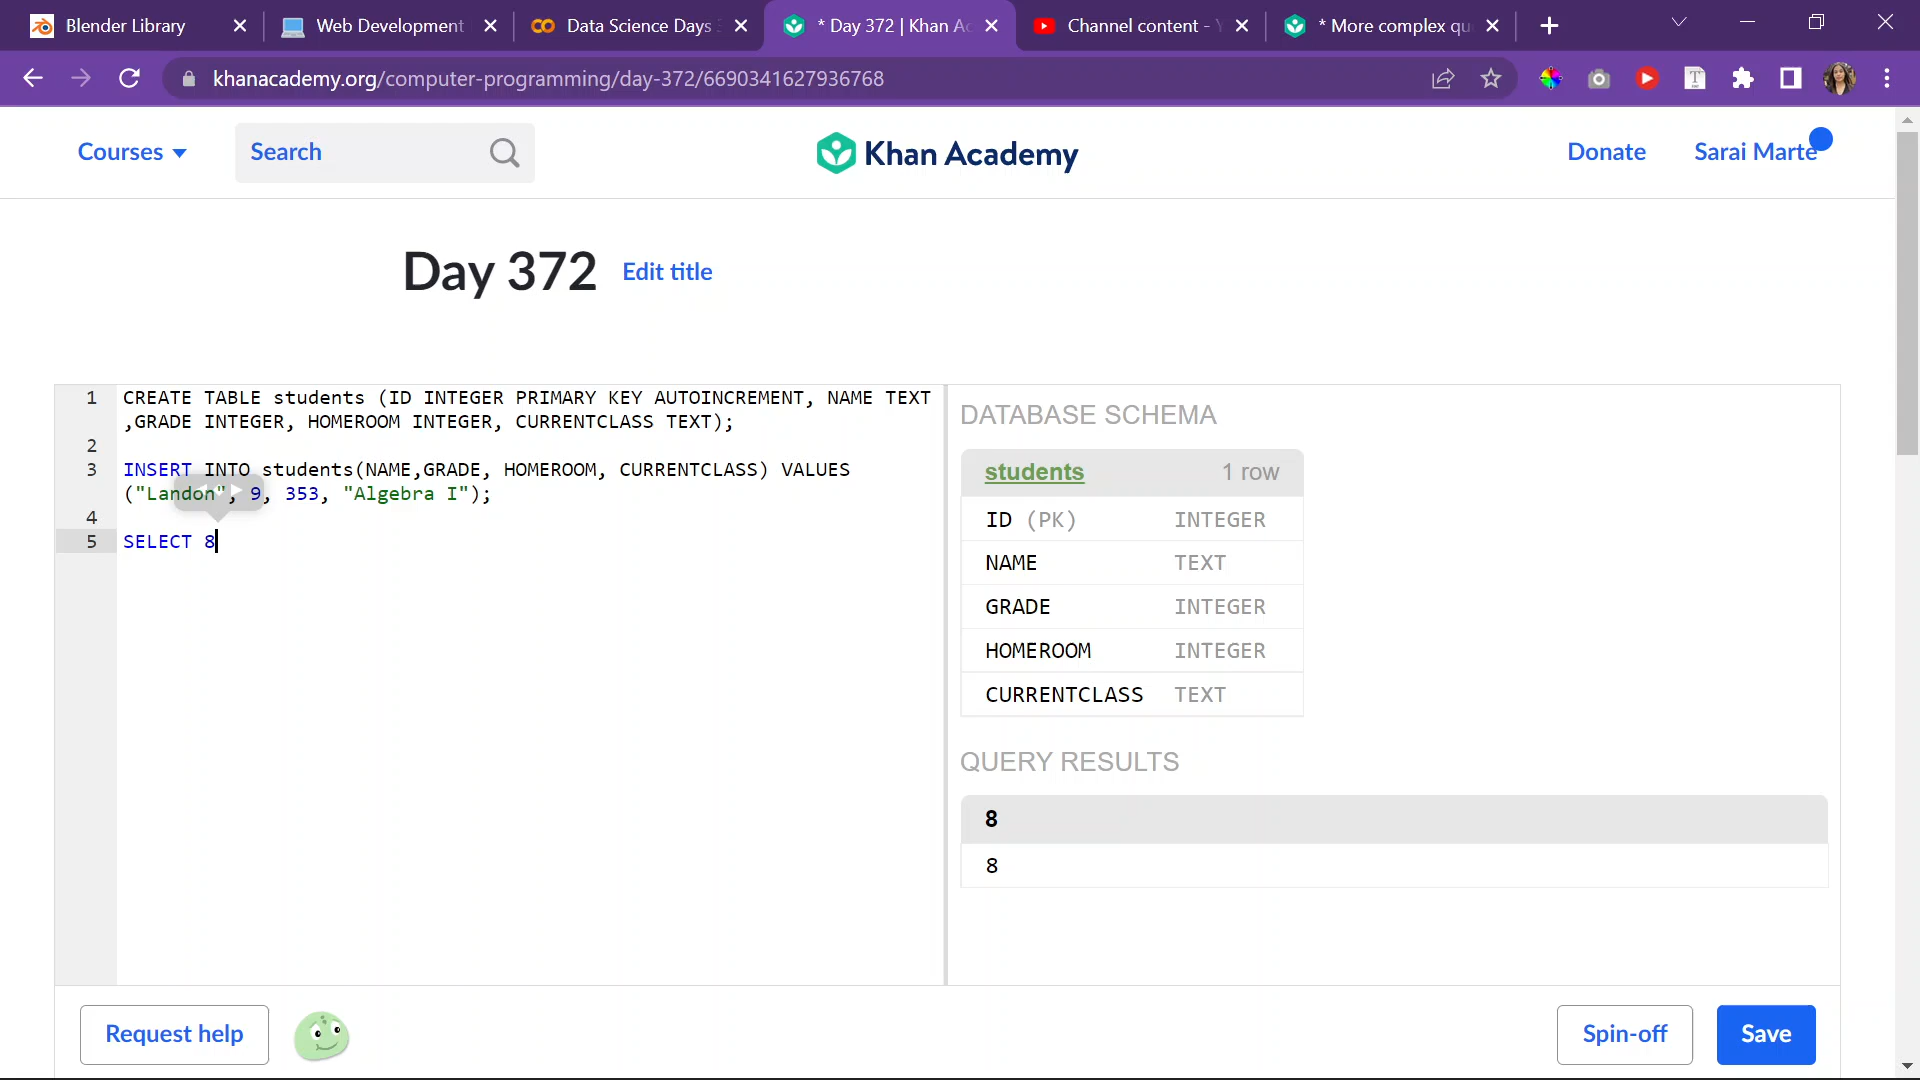 Blender Library
Web Development
Data Science Days
* Day 372 | Khan Ac
Channel content - Y
* More complex qu
khanacademy.org/computer-programming/day-372/6690341627936768
Courses
Search
Khan Academy
Donate
Sarai Marte
Day 372
Edit title
1 CREATE TABLE students (ID INTEGER PRIMARY KEY AUTOINCREMENT, NAME TEXT
,GRADE INTEGER, HOMEROOM INTEGER, CURRENTCLASS TEXT);
2
3 INSERT INTO students(NAME,GRADE, HOMEROOM, CURRENTCLASS) VALUES
("Landon", 9, 353, "Algebra I");
4
5 SELECT 8
DATABASE SCHEMA
students 1 row
ID (PK) INTEGER
NAME TEXT
GRADE INTEGER
HOMEROOM INTEGER
CURRENTCLASS TEXT
QUERY RESULTS
8
8
Request help
Spin-off
Save